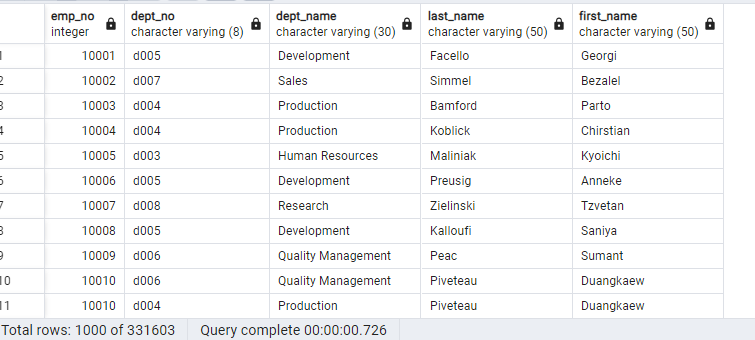 emp_no dept_no dept_name last_name first_name
integer character varying (8) character varying (30) character varying (50) character varying (50)
1 10001 d005 Development Facello Georgi
2 10002 d007 Sales Simmel Bezalel
3 10003 d004 Production Bamford Parto
4 10004 d004 Production Koblick Chirstian
5 10005 d003 Human Resources Maliniak Kyoichi
6 10006 d005 Development Preusig Anneke
7 10007 d008 Research Zielinski Tzvetan
8 10008 d005 Development Kalloufi Saniya
9 10009 d006 Quality Management Peac Sumant
10 10010 d006 Quality Management Piveteau Duangkaew
11 10010 d004 Production Piveteau Duangkaew
Total rows: 1000 of 331603 Query complete 00:00:00.726